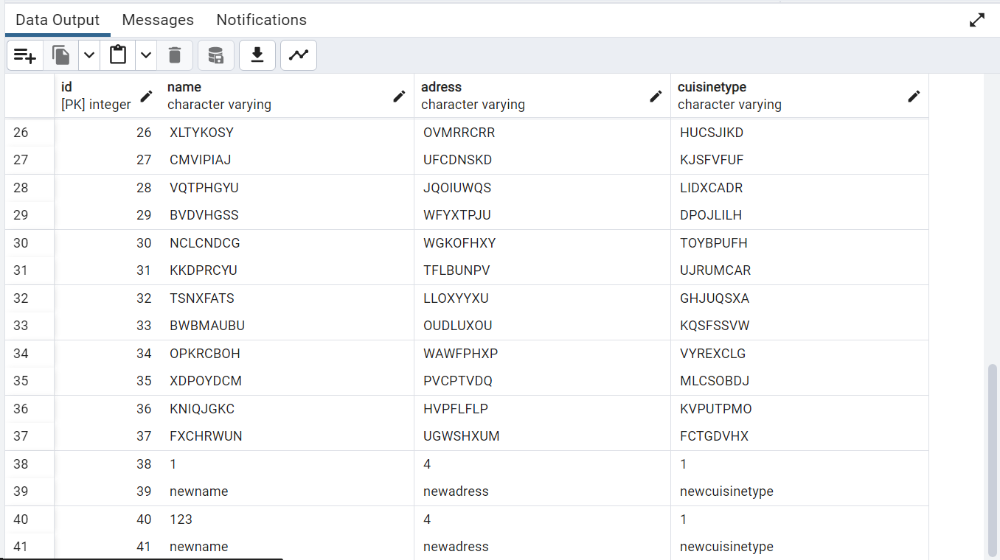 Data Output Messages Notifications
id name adress cuisinetype
[PK] integer character varying character varying character varying
26 26 XLTYKOSY OVMRRCRR HUCSJIKD
27 27 CMVIPIAJ UFCDNSKD KJSFVFUF
28 28 VQTPHGYU JQOIUWQS LIDXCADR
29 29 BVDVHGSS WFYXTPJU DPOJLILH
30 30 NCLCNDCG WGKOFHXY TOYBPUFH
31 31 KKDPRCYU TFLBUNPV UJRUMCAR
32 32 TSNXFATS LLOXYYXU GHJUQSXA
33 33 BWBMAUBU OUDLUXOU KQSFSSVW
34 34 OPKRCBOH WAWFPHXP VYREXCLG
35 35 XDPOYDCM PVCPTVDQ MLCSOBDJ
36 36 KNIQJGKC HVPFLFLP KVPUTPMO
37 37 FXCHRWUN UGWSHXUM FCTGDVHX
38 38 1 4 1
39 39 newname newadress newcuisinetype
40 40 123 4 1
41 41 newname newadress newcuisinetype